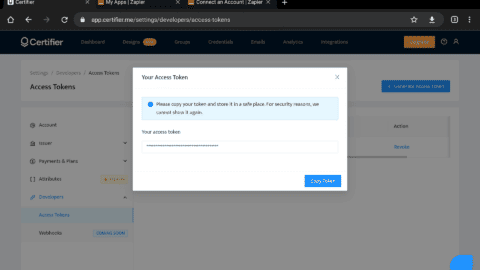 Certifier
My Apps | Zapier
Connect an Account | Zapier
app.certifier.me/settings/developers/access-tokens
Certifier
Dashboard
Designs
Groups
Credentials
Emails
Analytics
Integrations
Settings / Developers / Access Tokens
Access Tokens
Your Access Token
Please copy your token and store it in a safe place. For security reasons, we
cannot show it again.
Your access token
Copy Token
Account
Issuer
Payments & Plans
Attributes
Developers
Access Tokens
Webhooks
COMING SOON
Action
Revoke